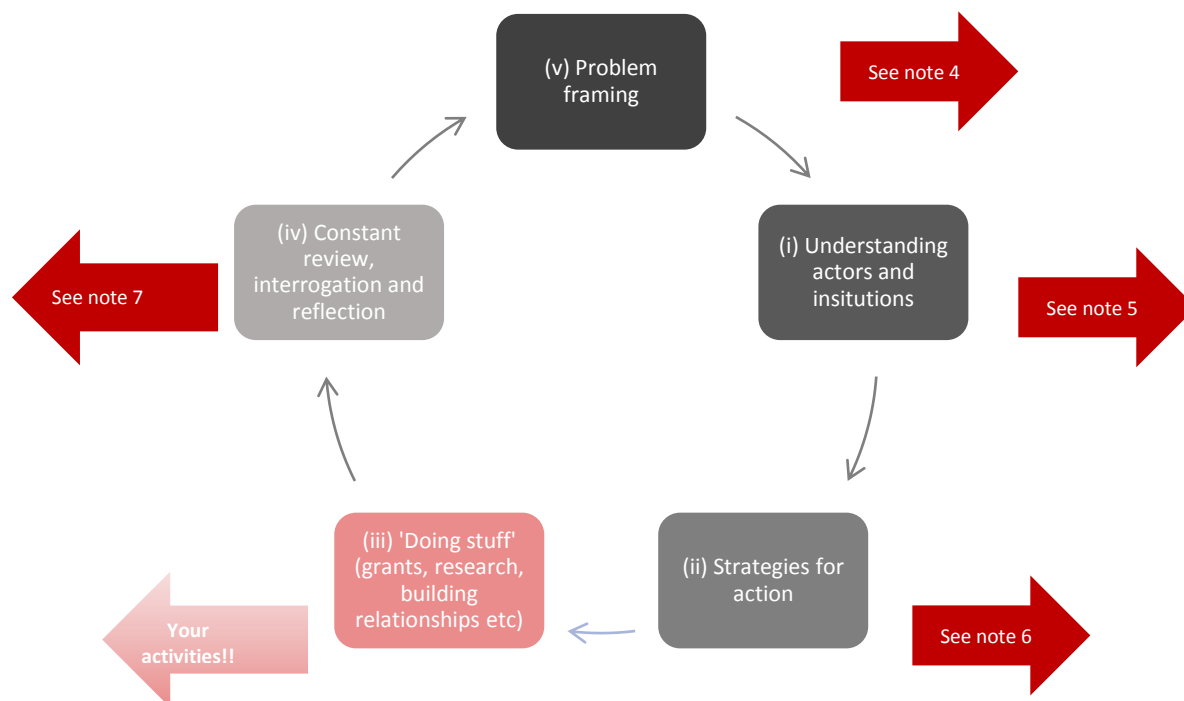 (v) Problem
framing
See note 4
(i) Understanding
actors and
insitutions
See note 5
(ii) Strategies for
action
See note 6
(iii) 'Doing stuff'
(grants, research,
building
relationships etc)
Your
activities!!
(iv) Constant
review,
interrogation and
reflection
See note 7